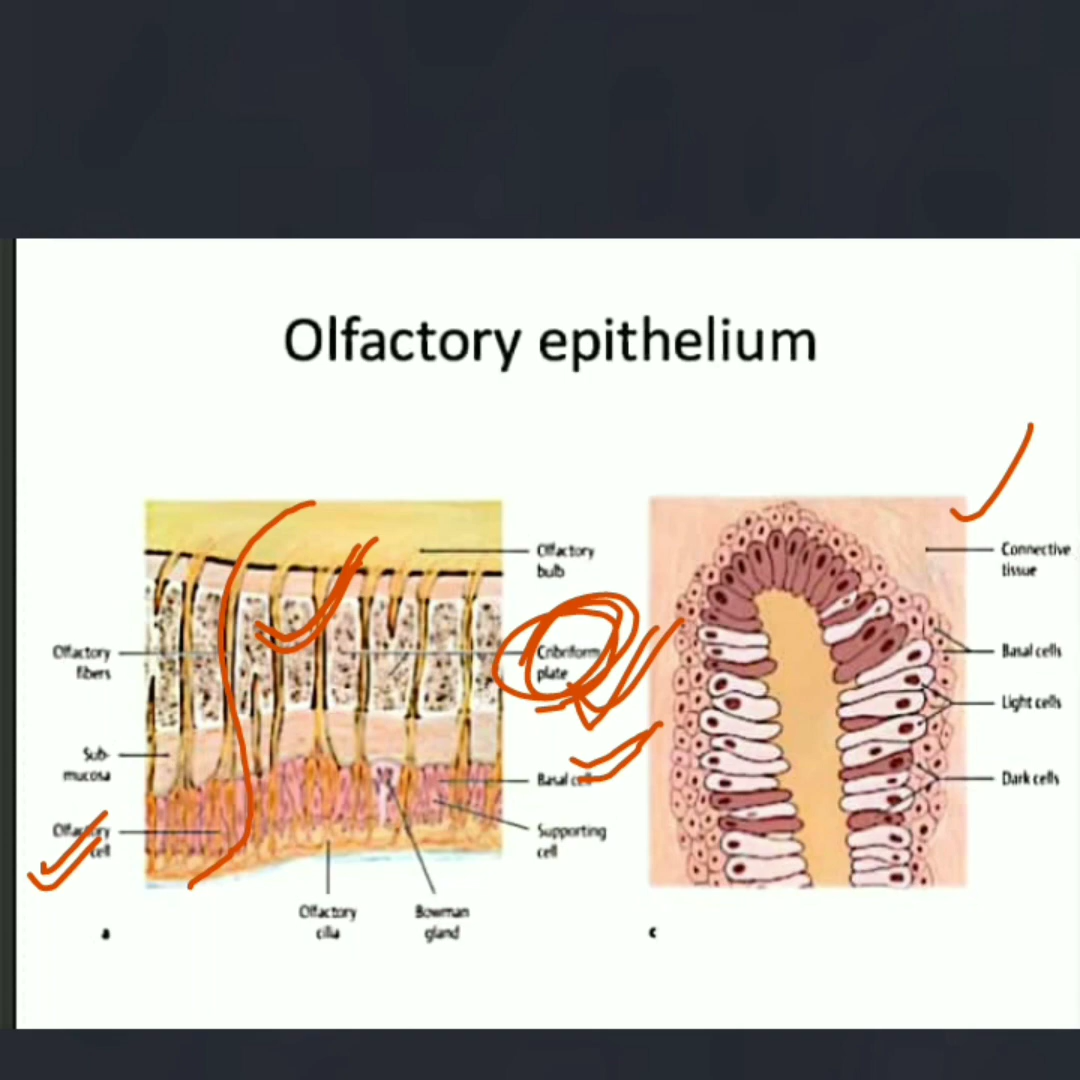 Olfactory epithelium
Olfactory
bulb
Olfactory
fibers
Cribriform
plate
Sub-
mucosa
Basal cell
Olfactory
cell
Supporting
cell
Olfactory
cilia
Bowman
gland
a
Connective
tissue
Basal cells
Light cells
Dark cells
c